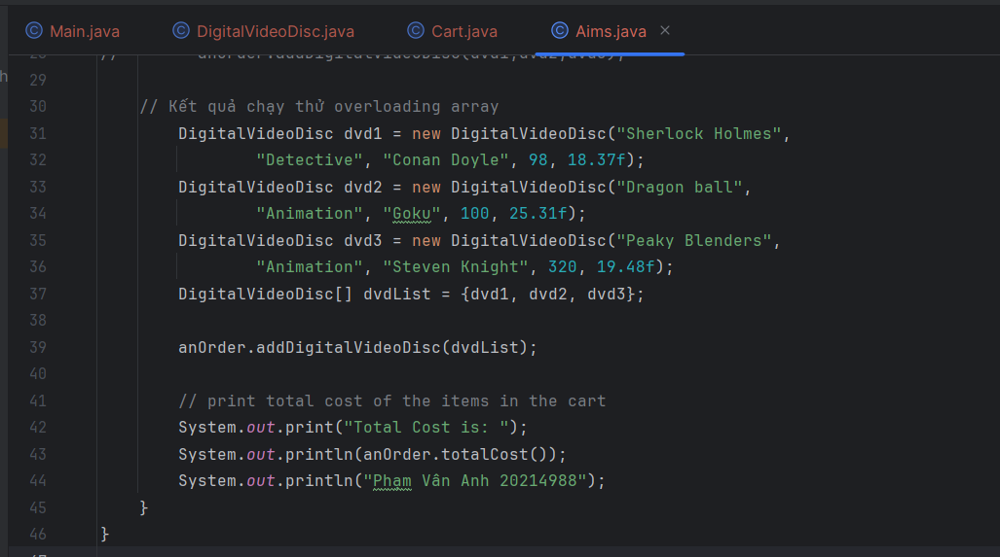 Main.java DigitalVideoDisc.java Cart.java Aims.java
28 // anOrder.addDigitalVideoDisc(dvd1,dvd2,dvd3);
29
30 // Kết quả chạy thử overloading array
31 DigitalVideoDisc dvd1 = new DigitalVideoDisc("Sherlock Holmes",
32 "Detective", "Conan Doyle", 98, 18.37f);
33 DigitalVideoDisc dvd2 = new DigitalVideoDisc("Dragon ball",
34 "Animation", "Goku", 100, 25.31f);
35 DigitalVideoDisc dvd3 = new DigitalVideoDisc("Peaky Blenders",
36 "Animation", "Steven Knight", 320, 19.48f);
37 DigitalVideoDisc[] dvdList = {dvd1, dvd2, dvd3};
38
39 anOrder.addDigitalVideoDisc(dvdList);
40
41 // print total cost of the items in the cart
42 System.out.print("Total Cost is: ");
43 System.out.println(anOrder.totalCost());
44 System.out.println("Phạm Vân Anh 20214988");
45 }
46 }